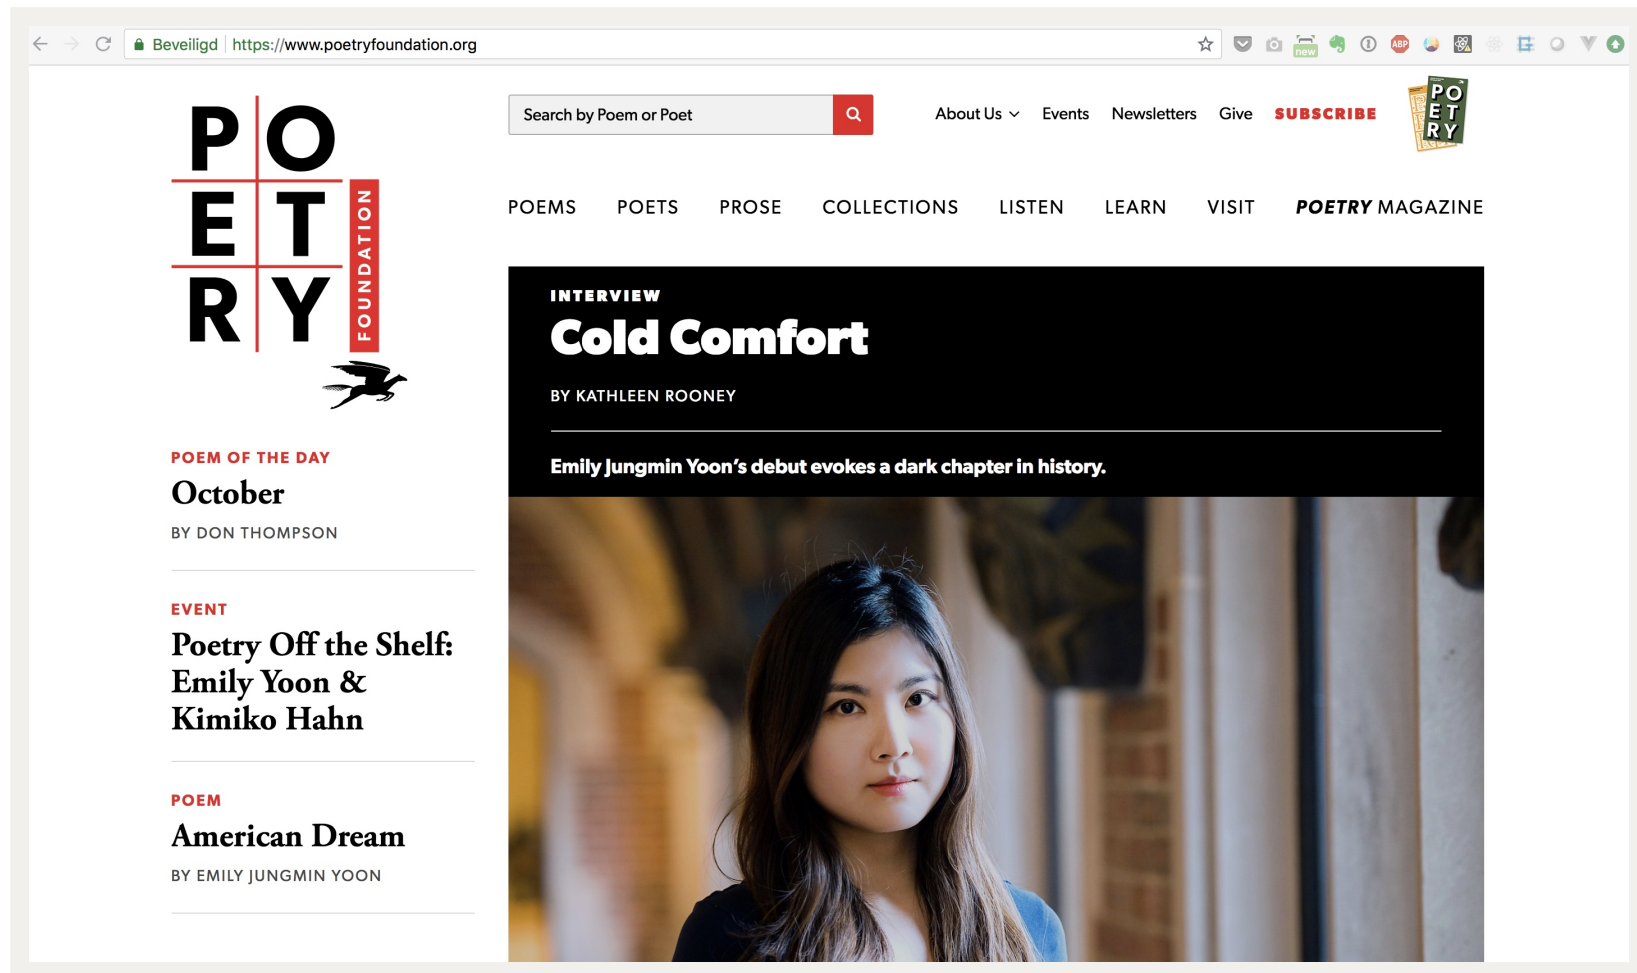 Beveiligd https://www.poetryfoundation.org
new
ABP
PO
ET
RY
FOUNDATION
Search by Poem or Poet
About Us Events Newsletters Give SUBSCRIBE
PO
ET
RY
POEMS POETS PROSE COLLECTIONS LISTEN LEARN VISIT POETRY MAGAZINE
POEM OF THE DAY
October
BY DON THOMPSON
EVENT
Poetry Off the Shelf:
Emily Yoon &
Kimiko Hahn
POEM
American Dream
BY EMILY JUNGMIN YOON
INTERVIEW
Cold Comfort
BY KATHLEEN ROONEY
Emily Jungmin Yoon’s debut evokes a dark chapter in history.